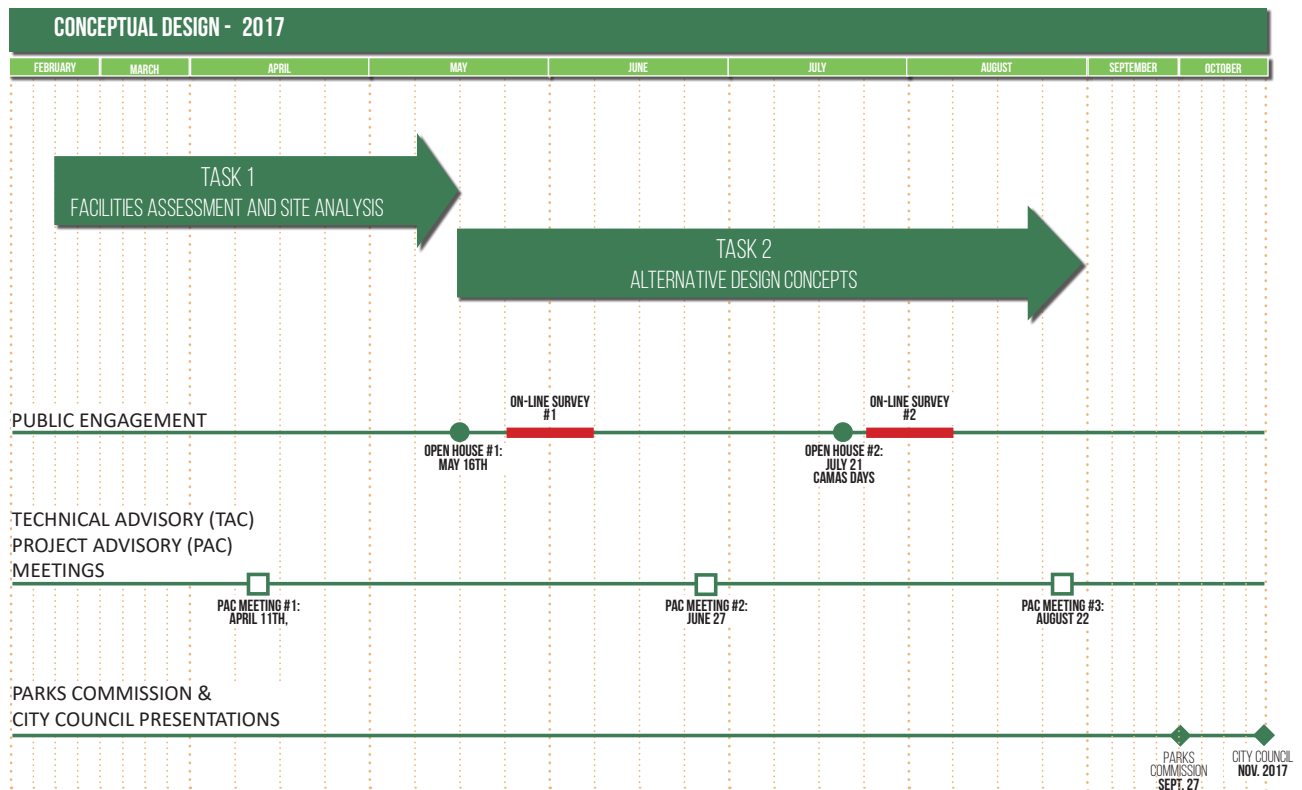 CONCEPTUAL DESIGN - 2017
FEBRUARY MARCH APRIL MAY JUNE JULY AUGUST SEPTEMBER OCTOBER
TASK 1
FACILITIES ASSESSMENT AND SITE ANALYSIS
TASK 2
ALTERNATIVE DESIGN CONCEPTS
PUBLIC ENGAGEMENT
ON-LINE SURVEY
#1
ON-LINE SURVEY
#2
OPEN HOUSE #1:
MAY 16TH
OPEN HOUSE #2:
JULY 21
CAMAS DAYS
TECHNICAL ADVISORY (TAC)
PROJECT ADVISORY (PAC)
MEETINGS
PAC MEETING #1:
APRIL 11TH,
PAC MEETING #2:
JUNE 27
PAC MEETING #3:
AUGUST 22
PARKS COMMISSION &
CITY COUNCIL PRESENTATIONS
PARKS
COMMISSION
SEPT. 27
CITY COUNCIL
NOV. 2017